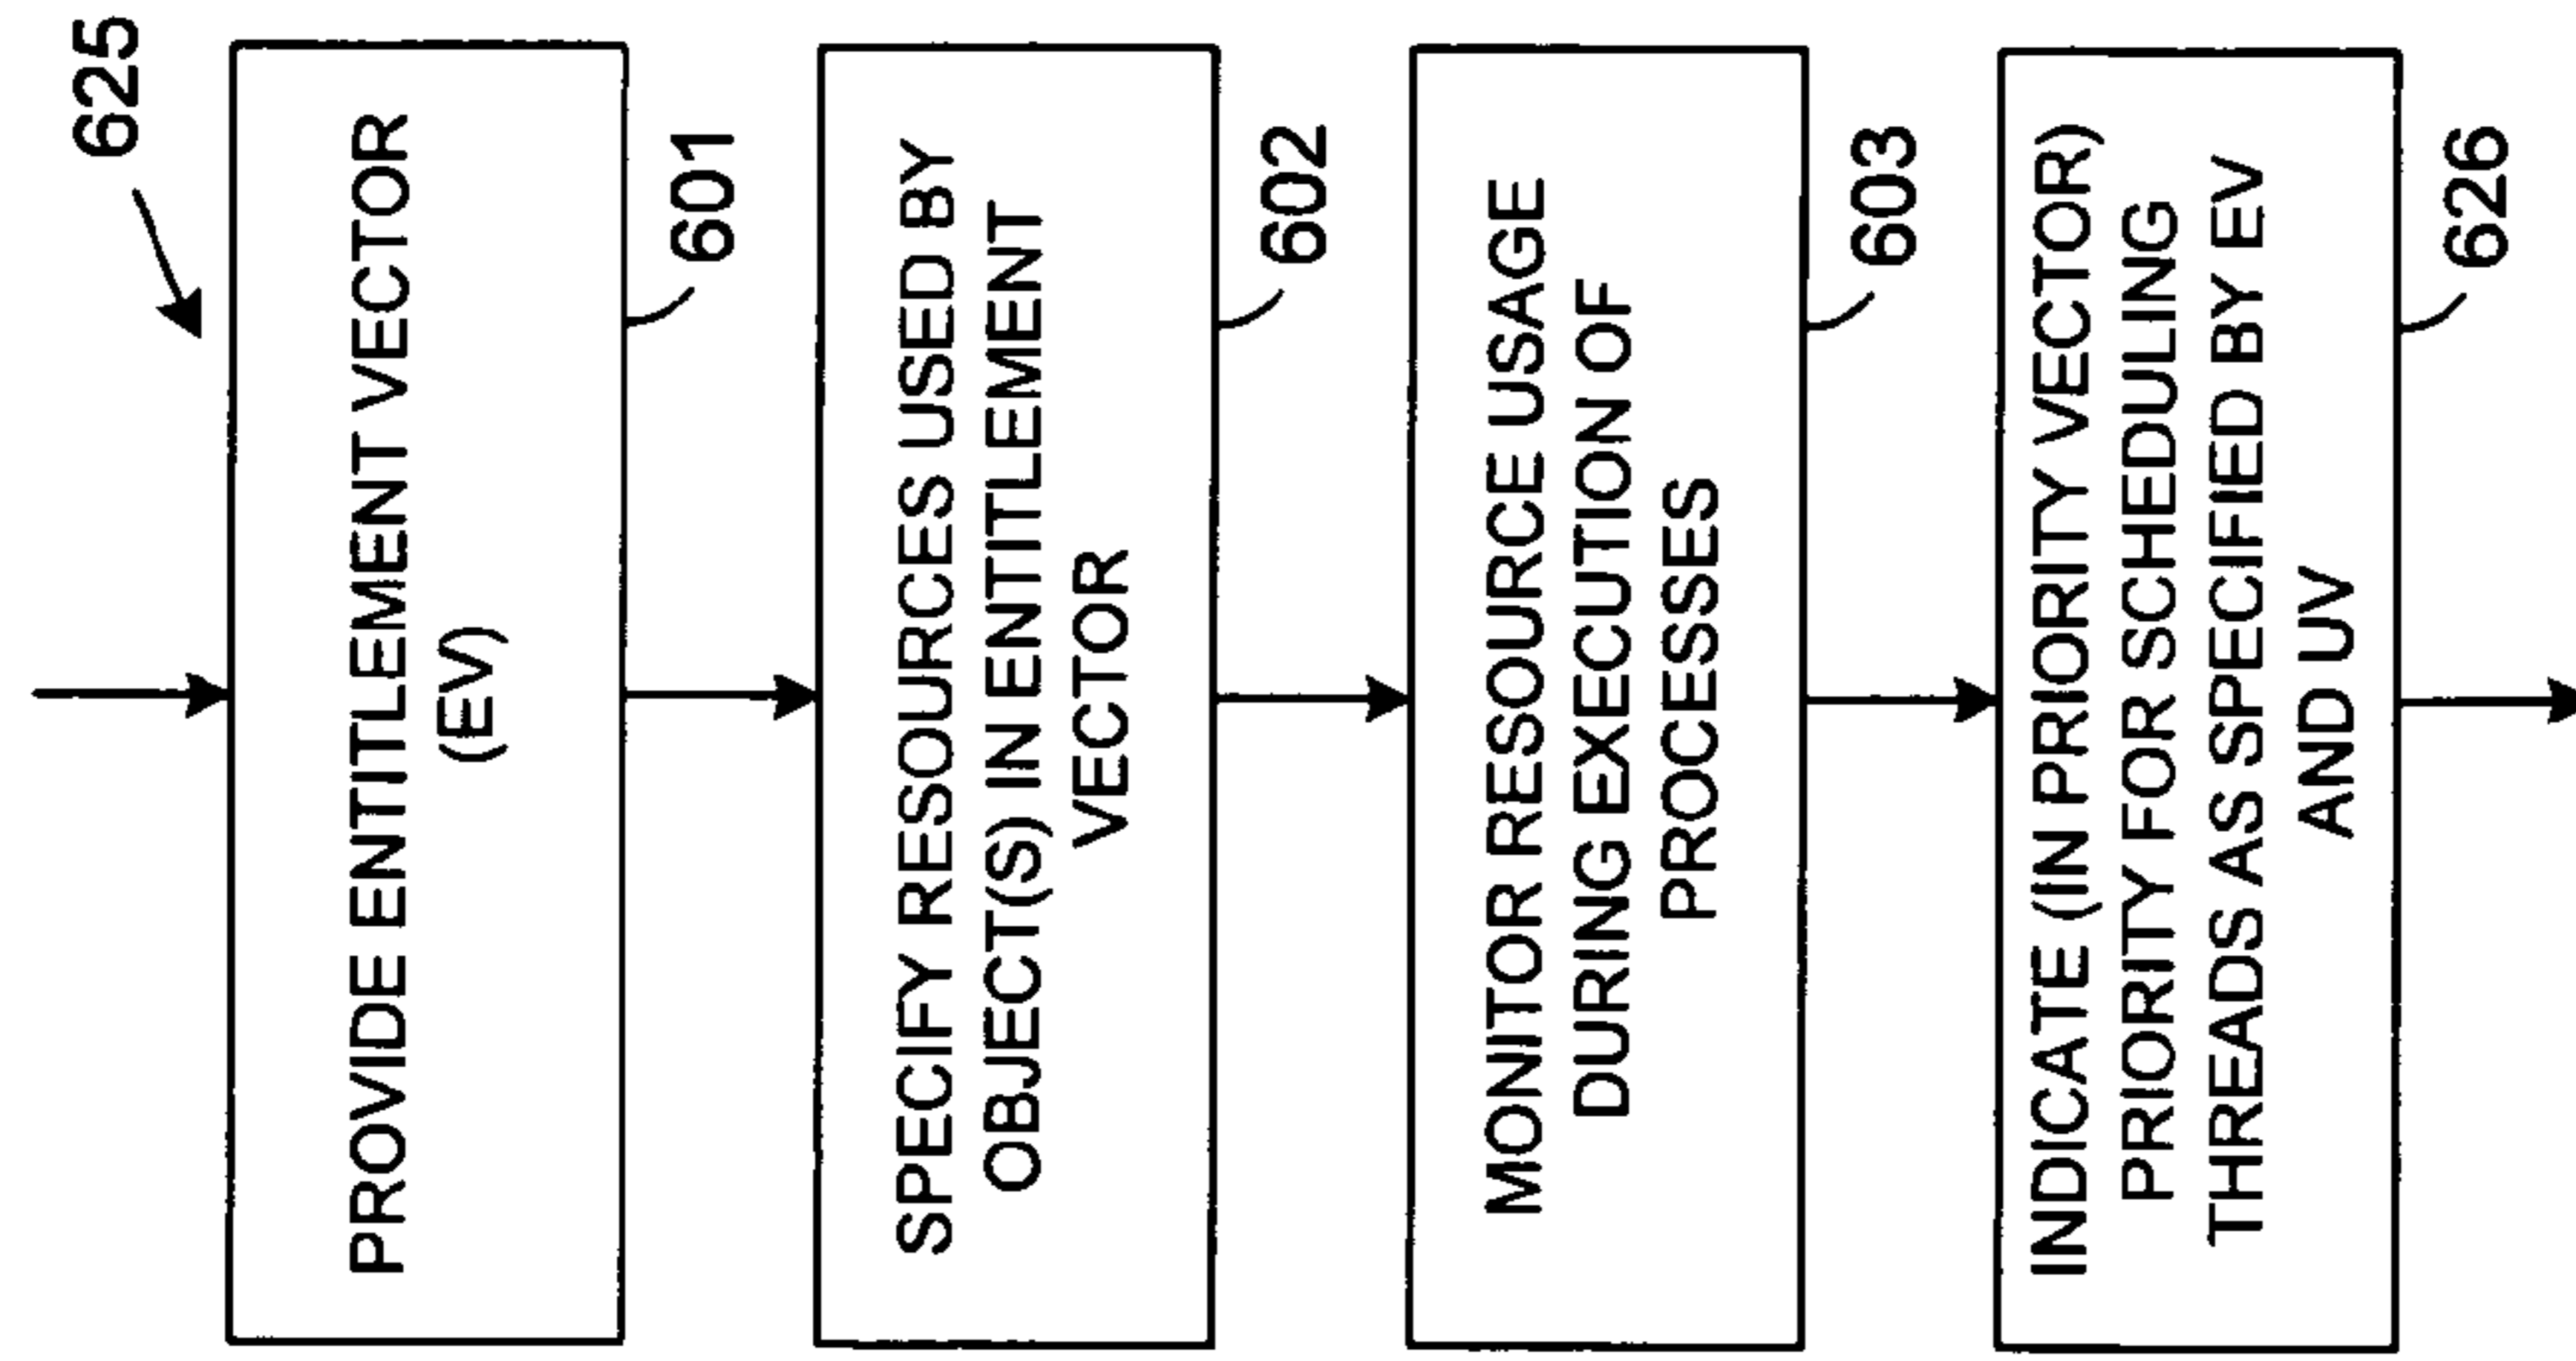 625
PROVIDE ENTITLEMENT VECTOR
(EV)
601
SPECIFY RESOURCES USED BY
OBJECT(S) IN ENTITLEMENT
VECTOR
602
MONITOR RESOURCE USAGE
DURING EXECUTION OF
PROCESSES
603
INDICATE (IN PRIORITY VECTOR)
PRIORITY FOR SCHEDULING
THREADS AS SPECIFIED BY EV
AND UV
626